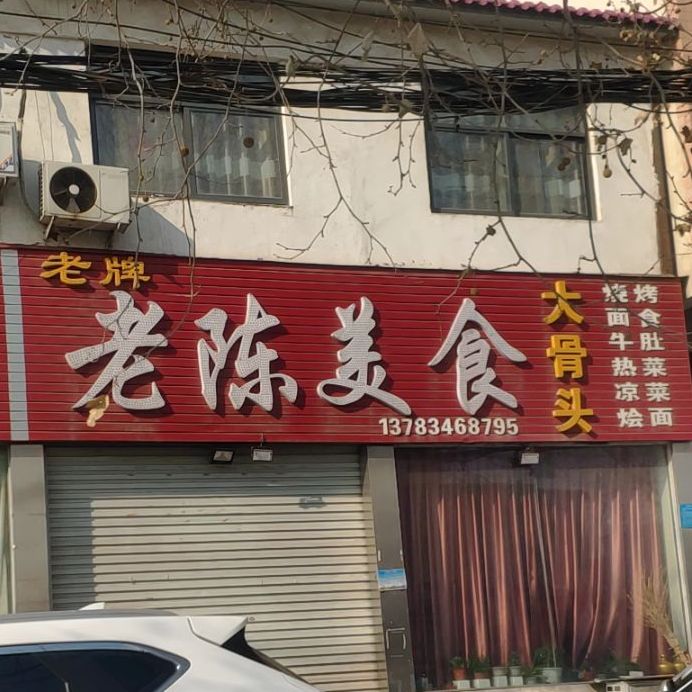 老牌
老陈美食
13783468795
大骨头
烧烤
面食
牛肚
热菜
凉菜
烩面